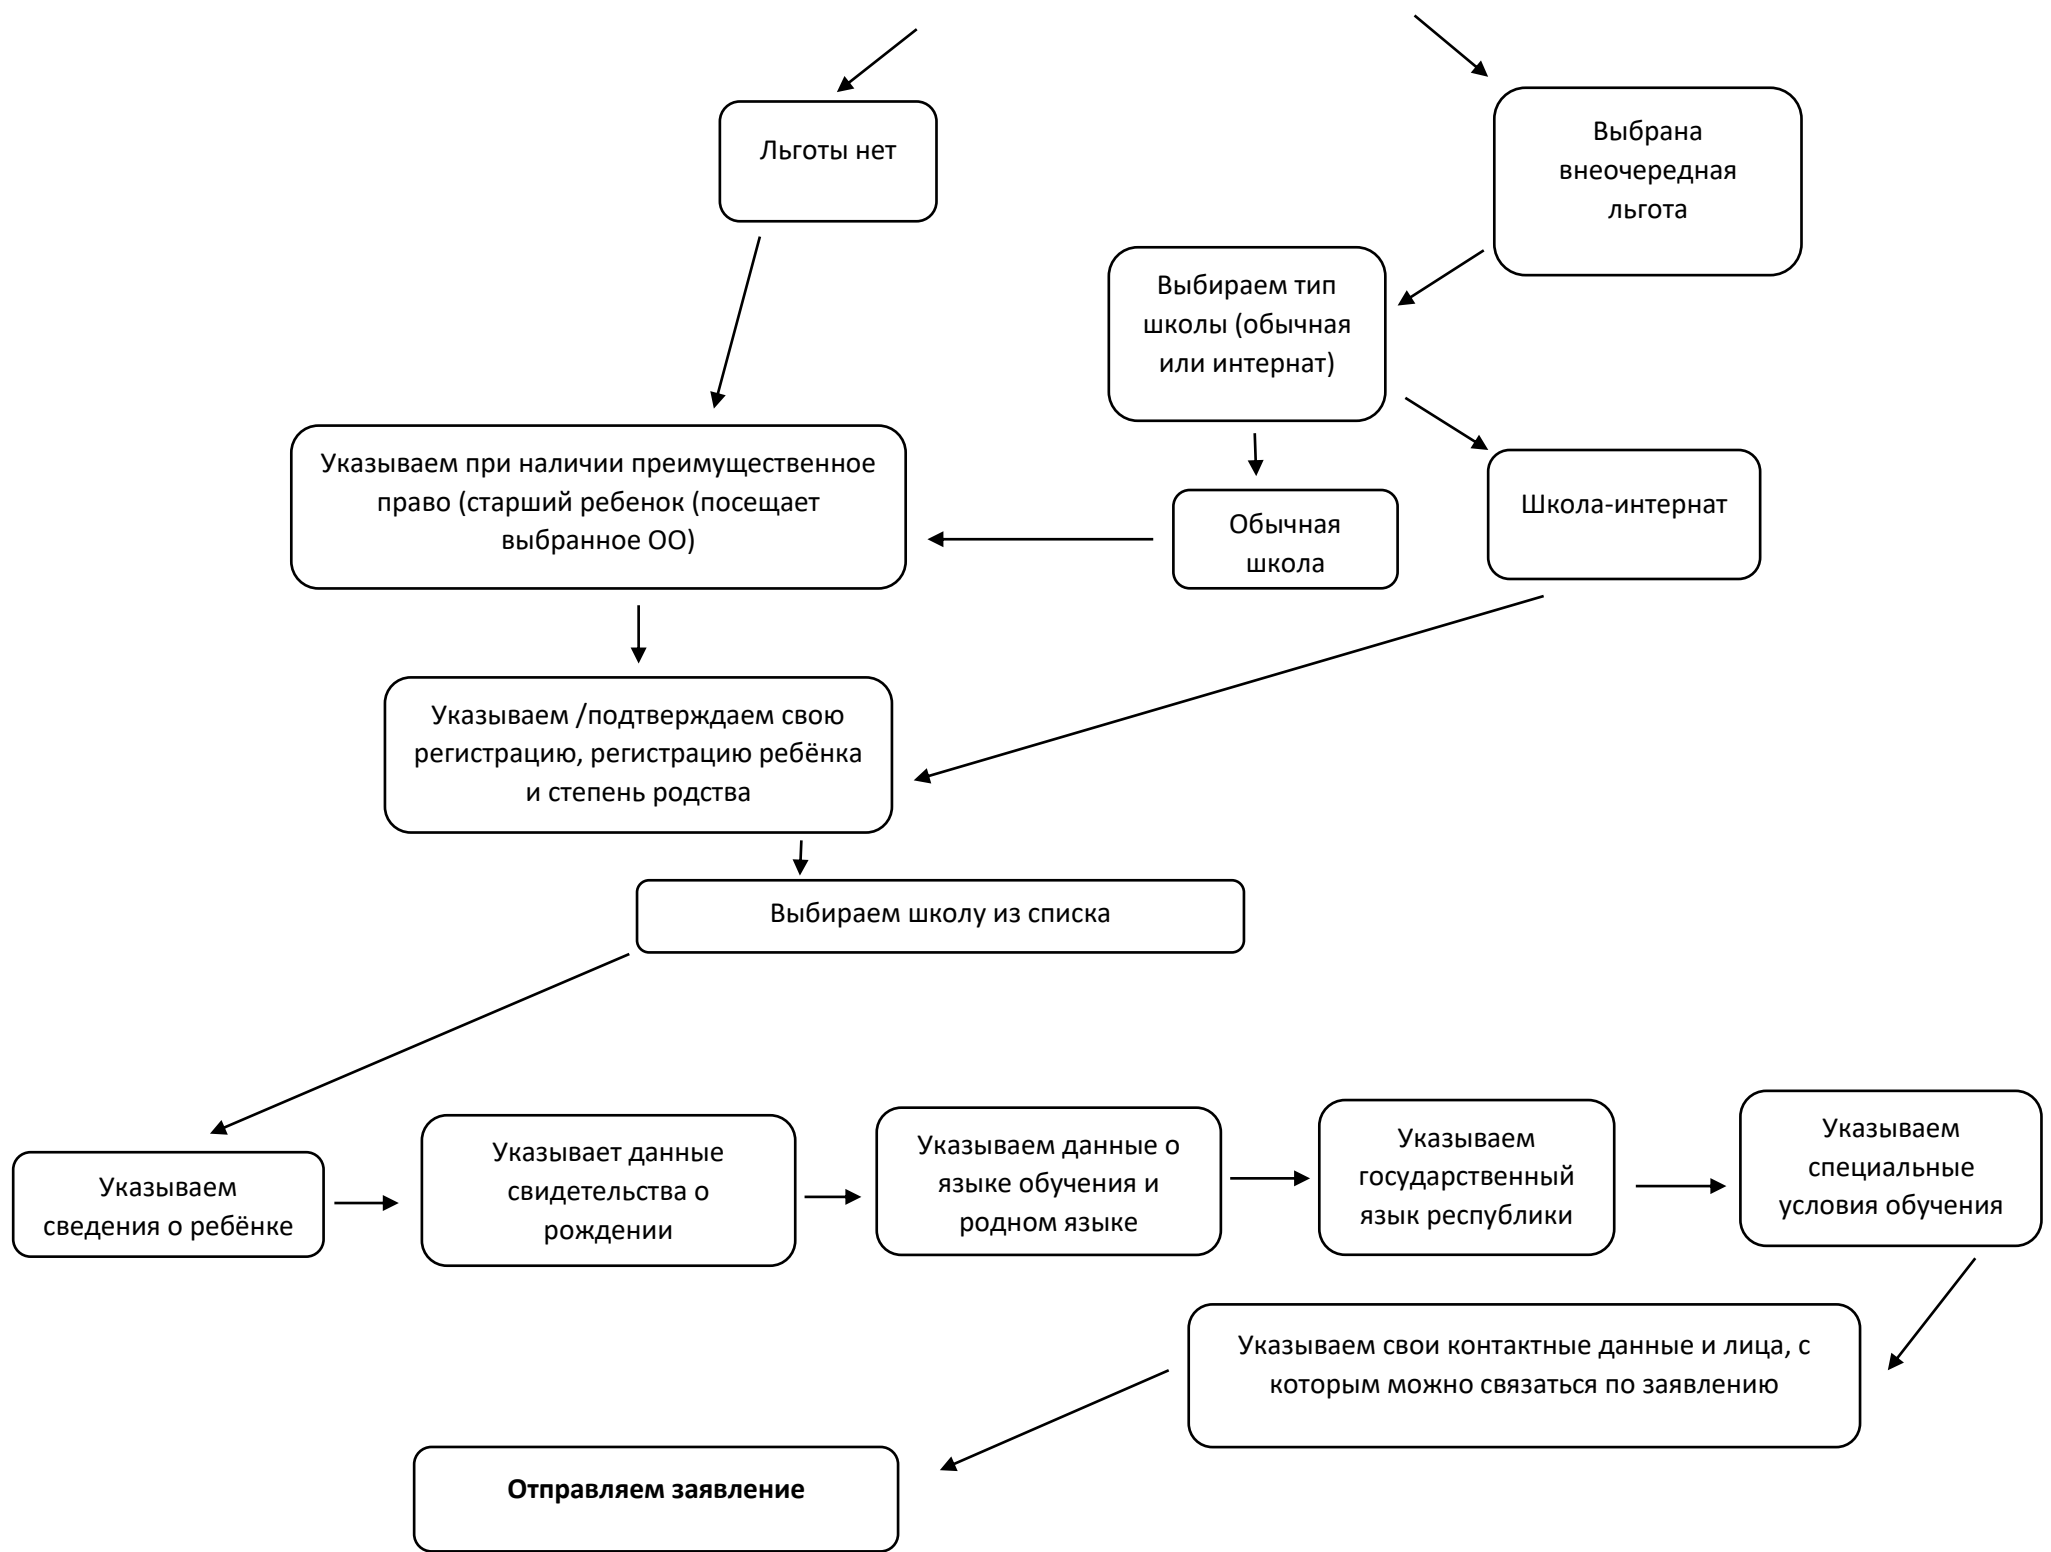 Льготы нет
Выбрана
внеочередная
льгота
Выбираем тип
школы (обычная
или интернат)
Указываем при наличии преимущественное
право (старший ребенок (посещает
выбранное ОО)
Обычная
школа
Школа-интернат
Указываем /подтверждаем свою
регистрацию, регистрацию ребёнка
и степень родства
Выбираем школу из списка
Указываем
сведения о ребёнке
Указывает данные
свидетельства о
рождении
Указываем данные о
языке обучения и
родном языке
Указываем
государственный
язык республики
Указываем
специальные
условия обучения
Указываем свои контактные данные и лица, с
которым можно связаться по заявлению
Отправляем заявление